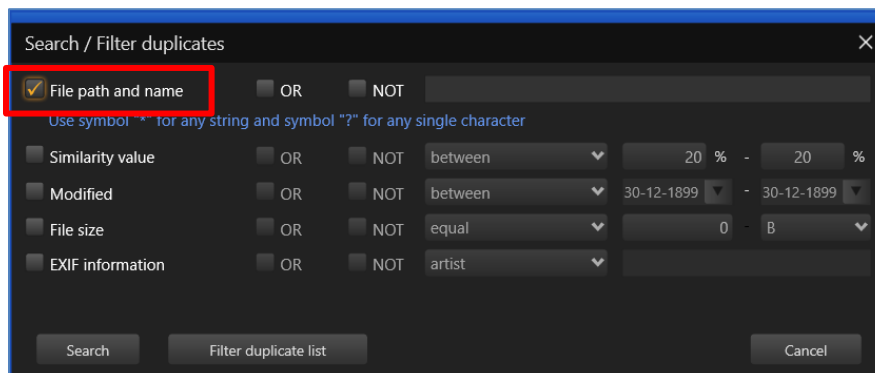 Search / Filter duplicates
File path and name OR NOT
Use symbol "*" for any string and symbol "?" for any single character
Similarity value OR NOT between 20 % - 20 %
Modified OR NOT between 30-12-1899 - 30-12-1899
File size OR NOT equal 0 - B
EXIF information OR NOT artist
Search Filter duplicate list Cancel